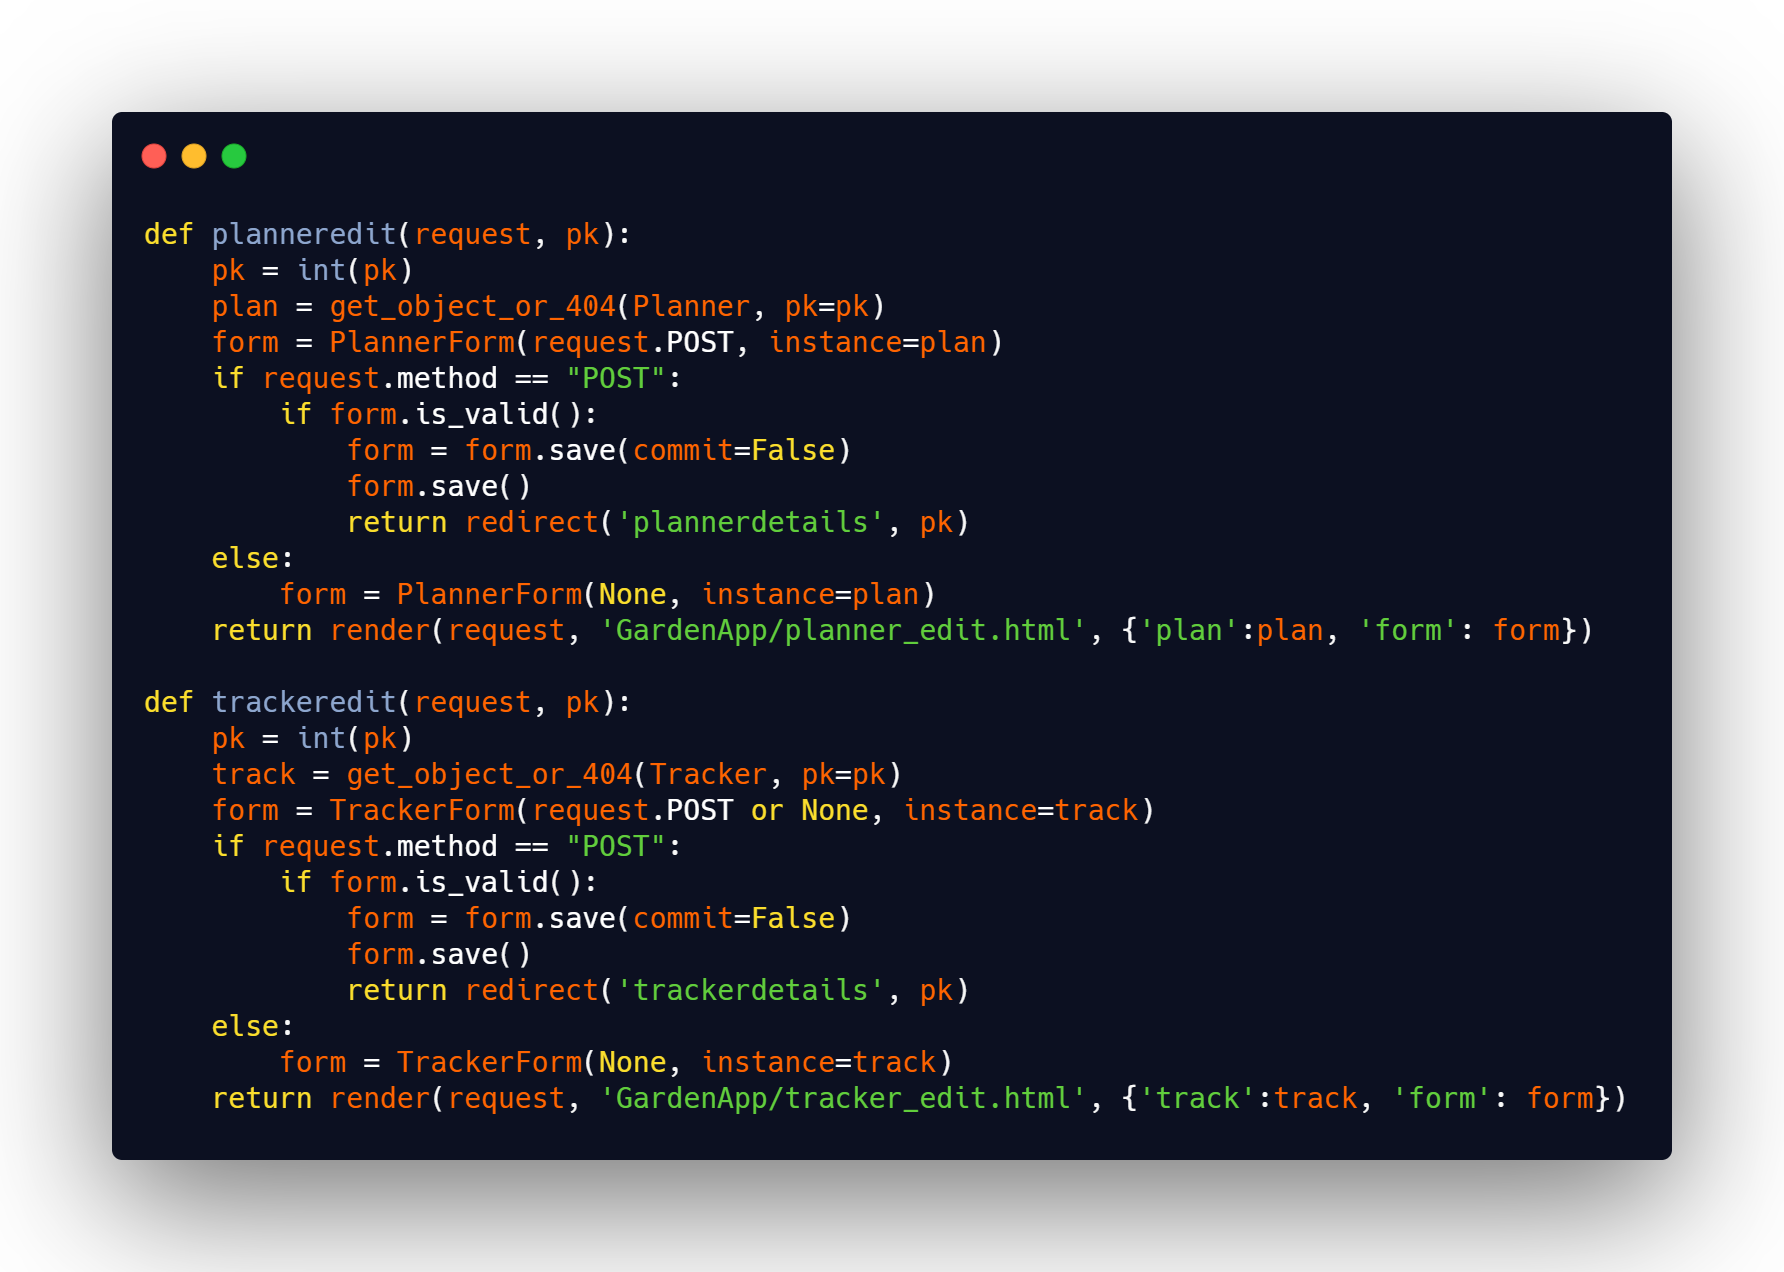 def planneredit(request, pk):
    pk = int(pk)
    plan = get_object_or_404(Planner, pk=pk)
    form = PlannerForm(request.POST, instance=plan)
    if request.method == "POST":
        if form.is_valid():
            form = form.save(commit=False)
            form.save()
            return redirect('plannerdetails', pk)
    else:
        form = PlannerForm(None, instance=plan)
    return render(request, 'GardenApp/planner_edit.html', {'plan':plan, 'form': form})

def trackeredit(request, pk):
    pk = int(pk)
    track = get_object_or_404(Tracker, pk=pk)
    form = TrackerForm(request.POST or None, instance=track)
    if request.method == "POST":
        if form.is_valid():
            form = form.save(commit=False)
            form.save()
            return redirect('trackerdetails', pk)
    else:
        form = TrackerForm(None, instance=track)
    return render(request, 'GardenApp/tracker_edit.html', {'track':track, 'form': form})